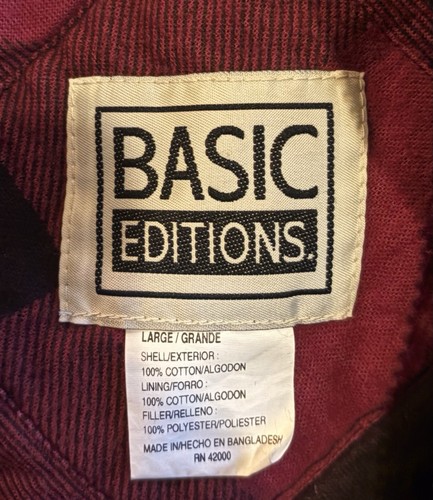 BASIC
EDITIONS.
LARGE / GRANDE
SHELL/EXTERIOR :
100% COTTON/ALGODON
LINING/FORRO :
100% COTTON/ALGODON
FILLER/RELLENO :
100% POLYESTER/POLIESTER
MADE IN/HECHO EN BANGLADESH
RN 42000